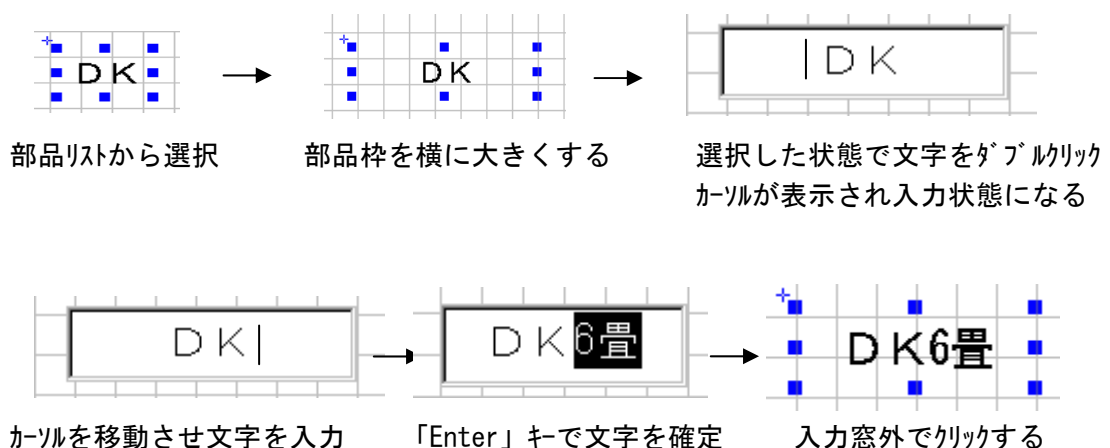 ＤＫ
ＤＫ
ＤＫ
部品ﾘｽﾄから選択
部品枠を横に大きくする
選択した状態で文字をﾀﾞﾌﾞﾙｸﾘｯｸ
ｶｰｿﾙが表示され入力状態になる
ＤＫ
ＤＫ6畳
ＤＫ6畳
ｶｰｿﾙを移動させ文字を入力
「Enter」ｷｰで文字を確定
入力窓外でｸﾘｯｸする